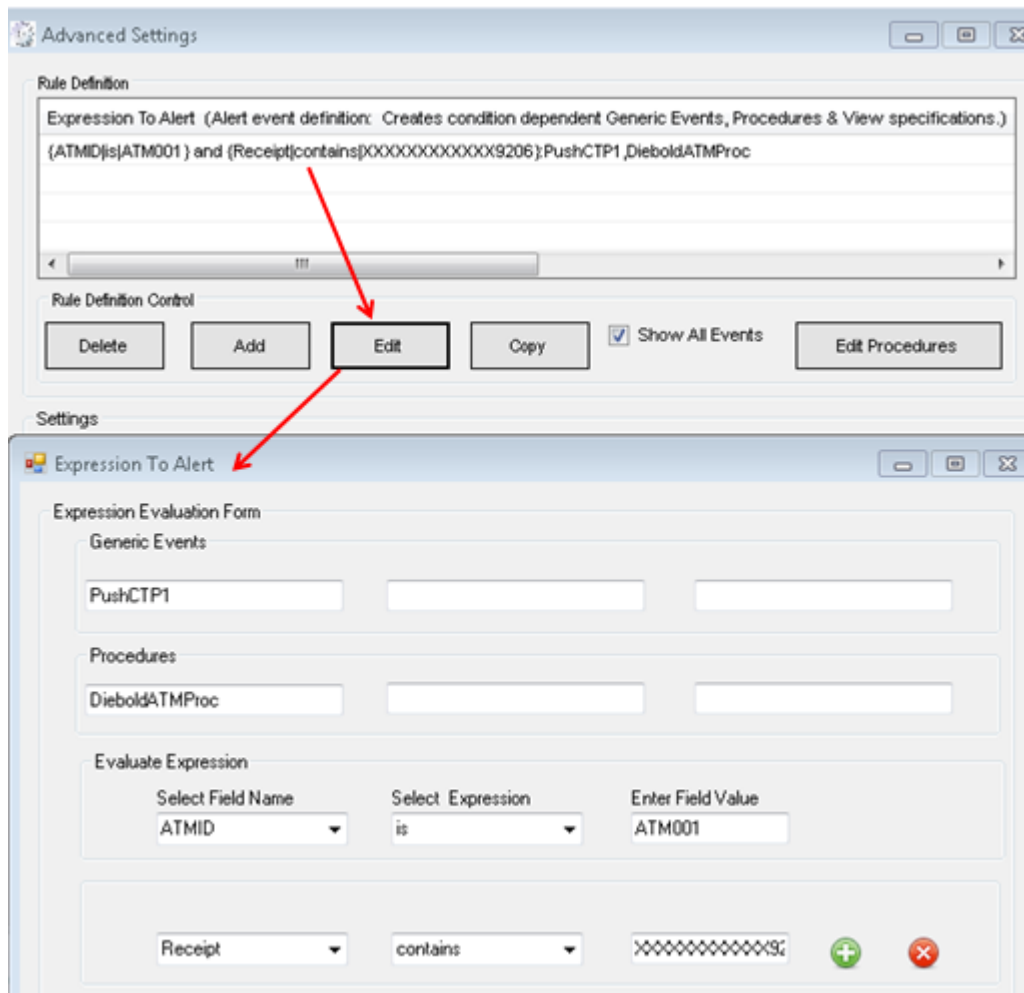 Advanced Settings
Rule Definition
Expression To Alert (Alert event definition: Creates condition dependent Generic Events, Procedures & View specifications.)
{ATMID|is|ATM001} and {Receipt|contains|XXXXXXXXXXXX9206}:PushCTP1,DieboldATMProc
Rule Definition Control
Delete Add Edit Copy Show All Events Edit Procedures
Settings
Expression To Alert
Expression Evaluation Form
Generic Events
PushCTP1
Procedures
DieboldATMProc
Evaluate Expression
Select Field Name Select Expression Enter Field Value
ATMID is ATM001
Receipt contains XXXXXXXXXXXX92